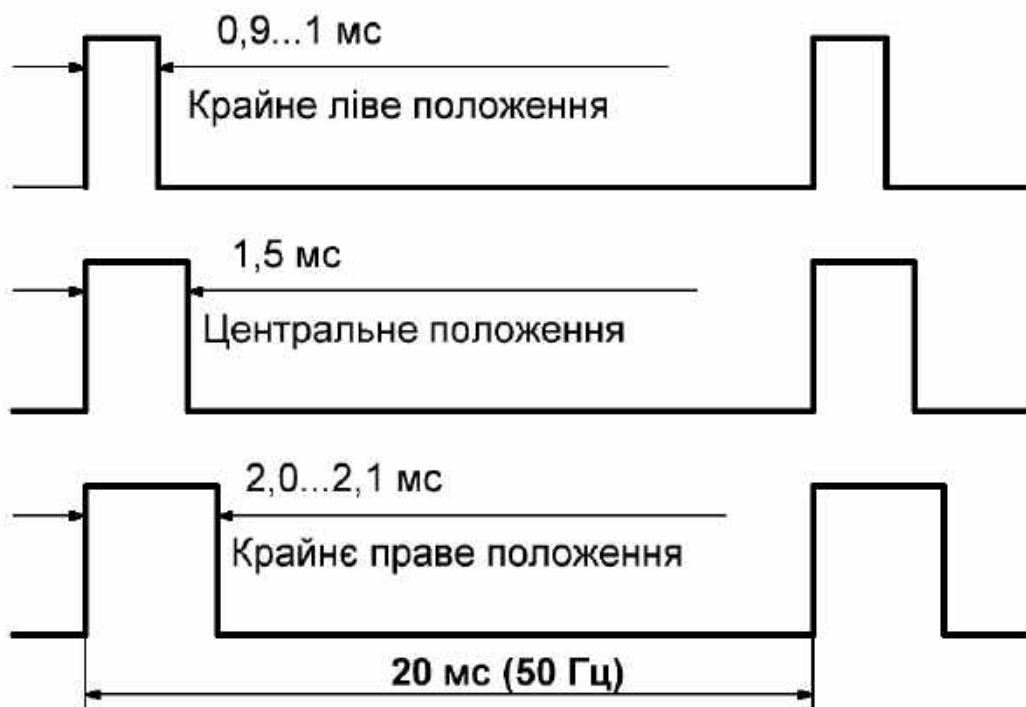 0,9...1 мс
Крайне ліве положення
1,5 мс
Центральне положення
2,0...2,1 мс
Крайнє праве положення
20 мс (50 Гц)